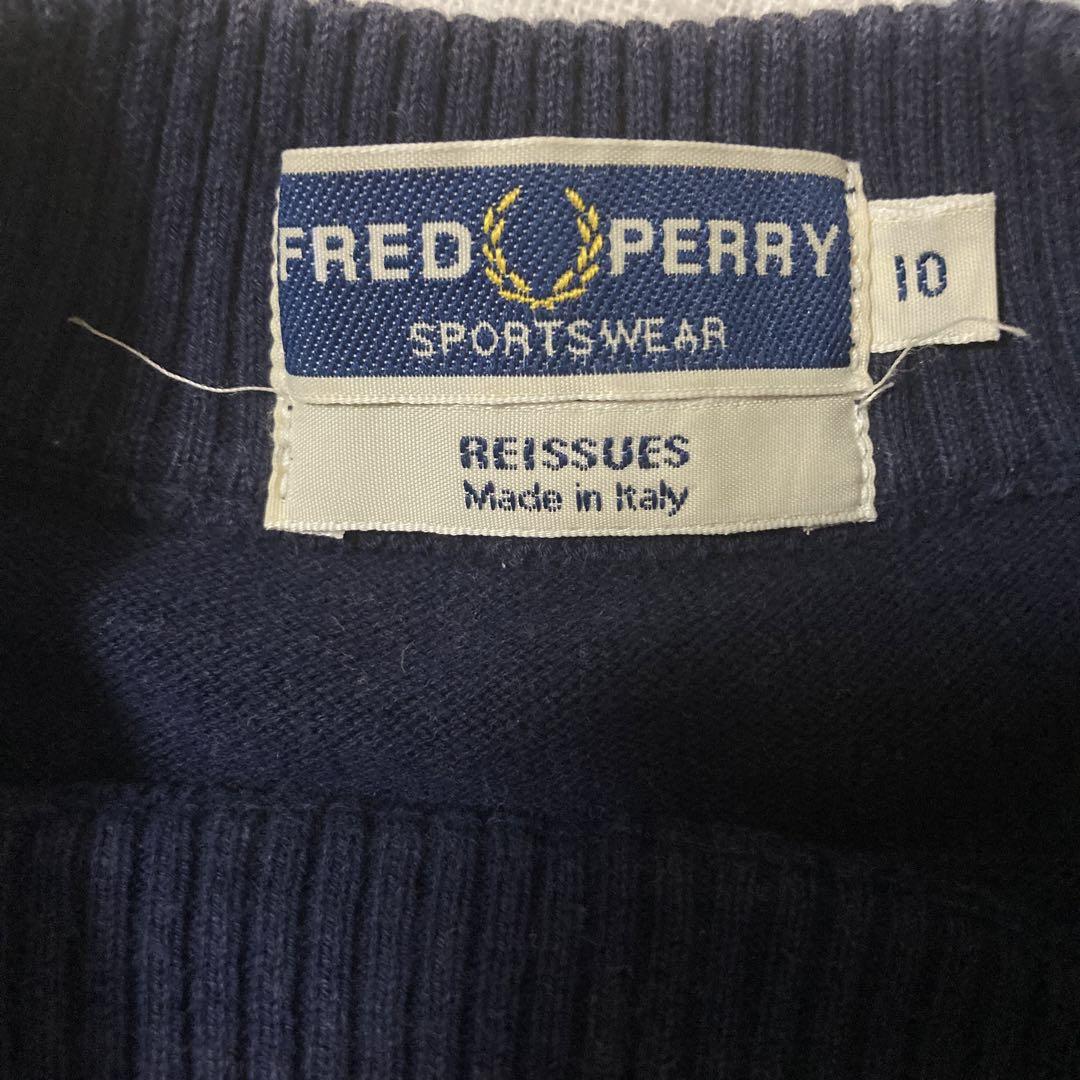 FRED PERRY
SPORTSWEAR
10
REISSUES
Made in Italy